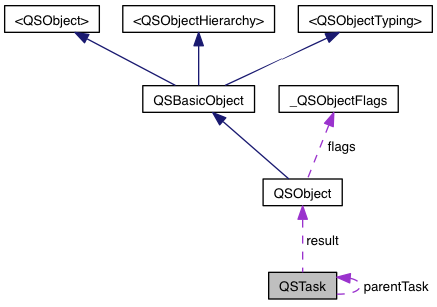 <QSObject>
<QSObjectHierarchy>
<QSObjectTyping>
QSBasicObject
_QSObjectFlags
flags
QSObject
result
QSTask
parentTask